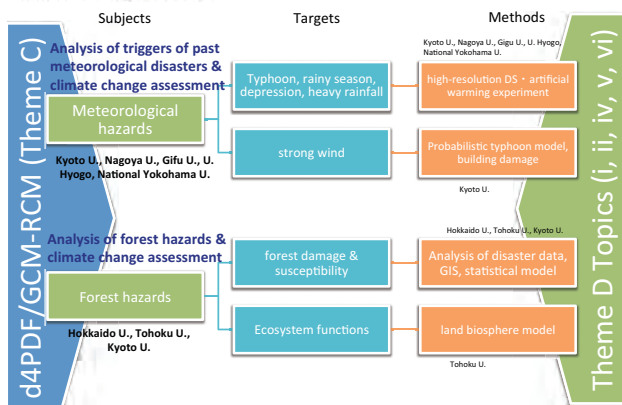 Subjects
Targets
Methods
d4PDF/GCM-RCM (Theme C)
Analysis of triggers of past
meteorological disasters &
climate change assessment
Meteorological
hazards
Kyoto U., Nagoya U., Gifu U., U.
Hyogo, National Yokohama U.
Typhoon, rainy season,
depression, heavy rainfall
strong wind
Kyoto U., Nagoya U., Gigu U., U. Hyogo,
National Yokohama U.
high-resolution DS・artificial
warming experiment
Probabilistic typhoon model,
building damage
Kyoto U.
Analysis of forest hazards &
climate change assessment
Forest hazards
Hokkaido U., Tohoku U.,
Kyoto U.
forest damage &
susceptibility
Ecosystem functions
Hokkaido U., Tohoku U., Kyoto U.
Analysis of disaster data,
GIS, statistical model
land biosphere model
Tohoku U.
Theme D Topics (i, ii, iv, v, vi)